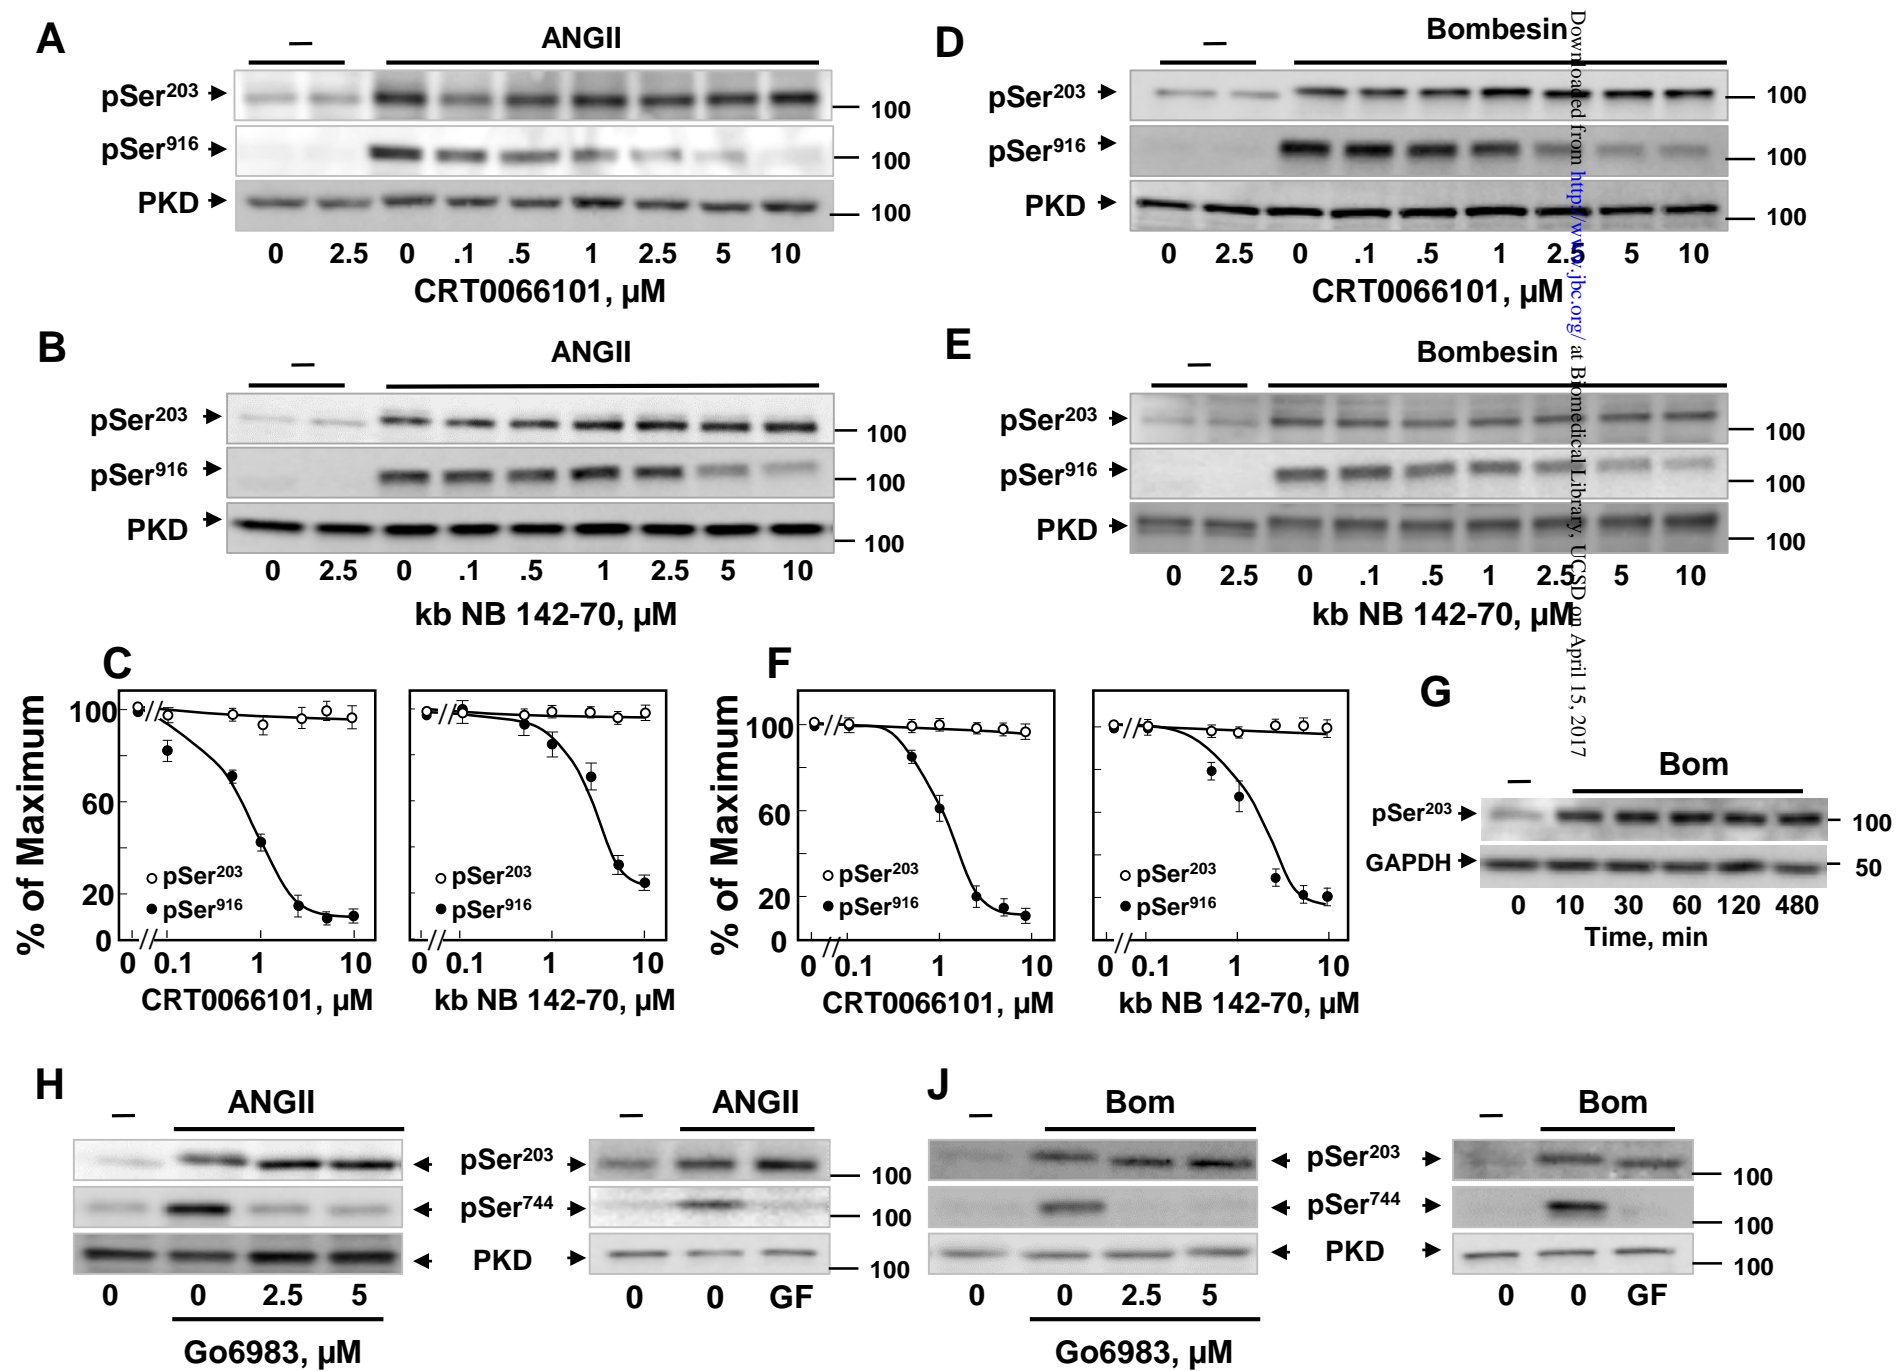 A
—
ANGII
pSer203
100
pSer916
100
PKD
100
0 2.5 0 .1 .5 1 2.5 5 10
CRT0066101, µM
B
—
ANGII
pSer203
100
pSer916
100
PKD
100
0 2.5 0 .1 .5 1 2.5 5 10
kb NB 142-70, µM
D
—
Bombesin
pSer203
100
pSer916
100
PKD
100
0 2.5 0 .1 .5 1 2.5 5 10
CRT0066101, µM
E
—
Bombesin
pSer203
100
pSer916
100
PKD
100
0 2.5 0 .1 .5 1 2.5 5 10
kb NB 142-70, µM
Downloaded from http://www.jbc.org/ at Biomedical Library, UCSD on April 15, 2017
C
% of Maximum
100
60
20
0
pSer203
pSer916
0 // 0.1 1 10
CRT0066101, µM
pSer203
pSer916
0 // 0.1 1 10
kb NB 142-70, µM
F
% of Maximum
100
60
20
0
pSer203
pSer916
0 // 0.1 1 10
CRT0066101, µM
pSer203
pSer916
0 // 0.1 1 10
kb NB 142-70, µM
G
—
Bom
pSer203
100
GAPDH
50
0 10 30 60 120 480
Time, min
H
— ANGII — ANGII
pSer203
100
pSer744
100
PKD
100
0 0 2.5 5 0 0 GF
Go6983, µM
J
— Bom — Bom
pSer203
100
pSer744
100
PKD
100
0 0 2.5 5 0 0 GF
Go6983, µM